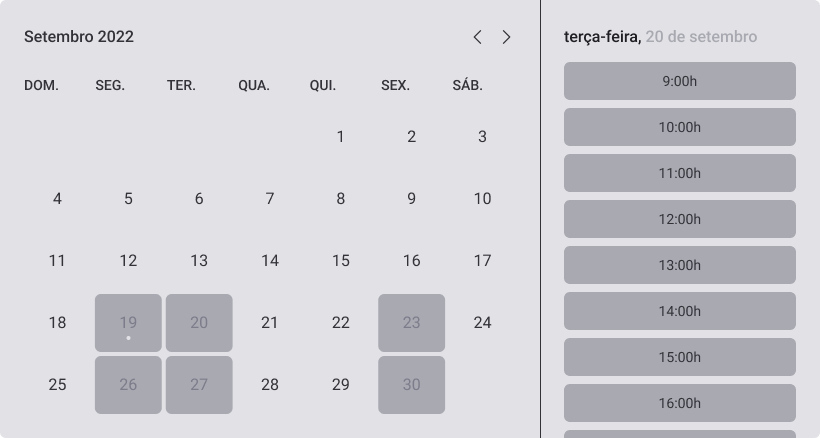 Setembro 2022
DOM. SEG. TER. QUA. QUI. SEX. SÁB.
1 2 3
4 5 6 7 8 9 10
11 12 13 14 15 16 17
18 19 20 21 22 23 24
25 26 27 28 29 30
terça-feira, 20 de setembro
9:00h
10:00h
11:00h
12:00h
13:00h
14:00h
15:00h
16:00h